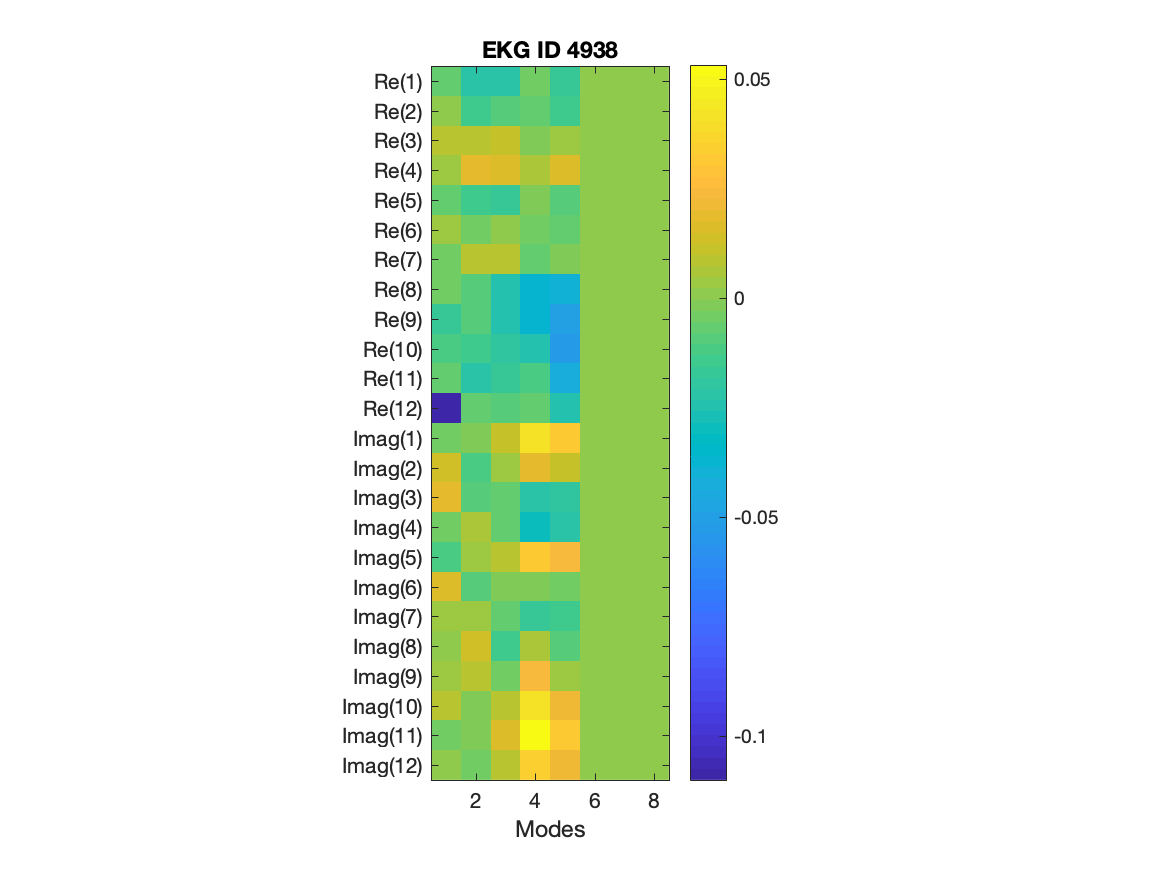 EKG ID 4938
Re(1)
Re(2)
Re(3)
Re(4)
Re(5)
Re(6)
Re(7)
Re(8)
Re(9)
Re(10)
Re(11)
Re(12)
Imag(1)
Imag(2)
Imag(3)
Imag(4)
Imag(5)
Imag(6)
Imag(7)
Imag(8)
Imag(9)
Imag(10)
Imag(11)
Imag(12)
2 4 6 8
Modes
0.05
0
-0.05
-0.1